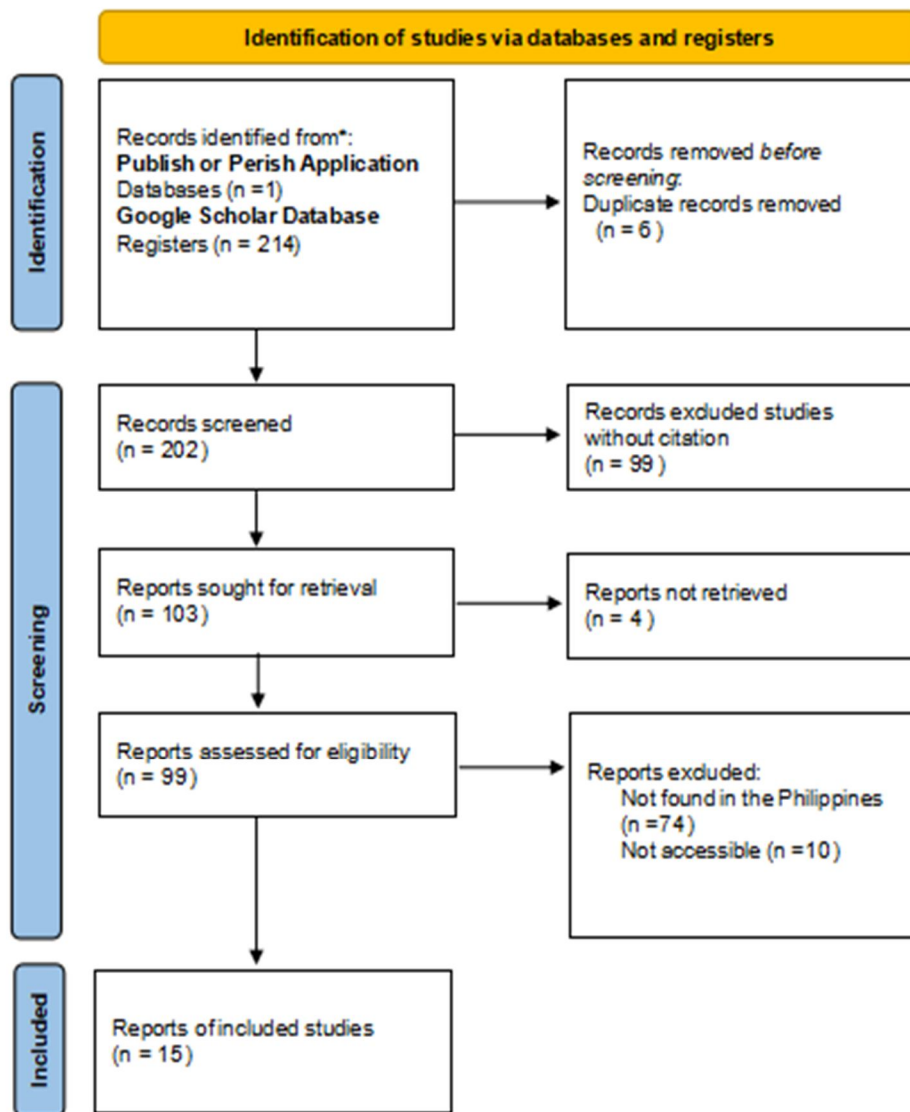 Identification of studies via databases and registers
Identification
Records identified from*:
Publish or Perish Application
Databases (n =1)
Google Scholar Database
Registers (n = 214)
Records removed before
screening:
Duplicate records removed
(n = 6 )
Screening
Records screened
(n = 202)
Records excluded studies
without citation
(n = 99 )
Reports sought for retrieval
(n = 103)
Reports not retrieved
(n = 4 )
Reports assessed for eligibility
(n = 99)
Reports excluded:
Not found in the Philippines
(n =74)
Not accessible (n =10)
Included
Reports of included studies
(n = 15)